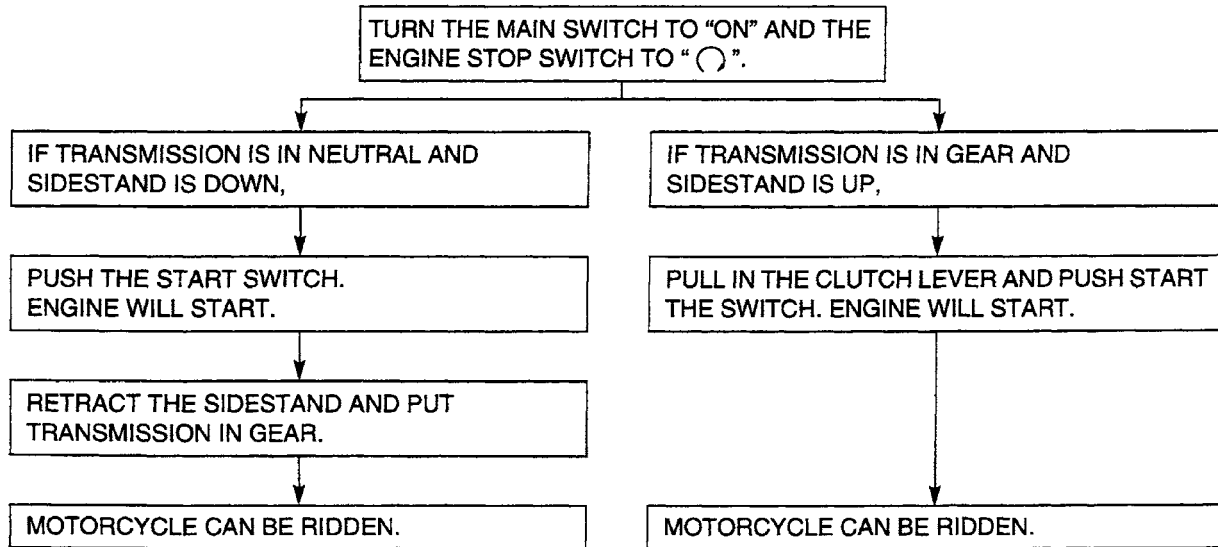 TURN THE MAIN SWITCH TO “ON” AND THE
ENGINE STOP SWITCH TO “ ”.
IF TRANSMISSION IS IN NEUTRAL AND
SIDESTAND IS DOWN,
IF TRANSMISSION IS IN GEAR AND
SIDESTAND IS UP,
PUSH THE START SWITCH.
ENGINE WILL START.
PULL IN THE CLUTCH LEVER AND PUSH START
THE SWITCH. ENGINE WILL START.
RETRACT THE SIDESTAND AND PUT
TRANSMISSION IN GEAR.
MOTORCYCLE CAN BE RIDDEN.
MOTORCYCLE CAN BE RIDDEN.